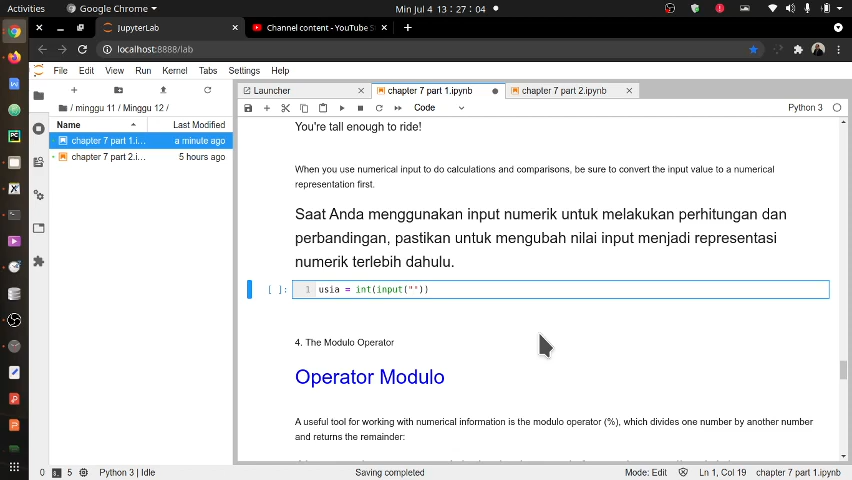 Activities
Google Chrome
Min Jul 4 13:27:04
JupyterLab
Channel content - YouTube S
localhost:8888/lab
File Edit View Run Kernel Tabs Settings Help
Launcher
chapter 7 part 1.ipynb
chapter 7 part 2.ipynb
/ minggu 11 / Minggu 12 /
Code
Python 3
Name
Last Modified
chapter 7 part 1.i... a minute ago
chapter 7 part 2.i... 5 hours ago
You're tall enough to ride!
When you use numerical input to do calculations and comparisons, be sure to convert the input value to a numerical
representation first.
Saat Anda menggunakan input numerik untuk melakukan perhitungan dan
perbandingan, pastikan untuk mengubah nilai input menjadi representasi
numerik terlebih dahulu.
[ ]: 1 usia = int(input(""))
4. The Modulo Operator
Operator Modulo
A useful tool for working with numerical information is the modulo operator (%), which divides one number by another number
and returns the remainder:
0 5 Python 3 | Idle
Saving completed
Mode: Edit
Ln 1, Col 19
chapter 7 part 1.ipynb